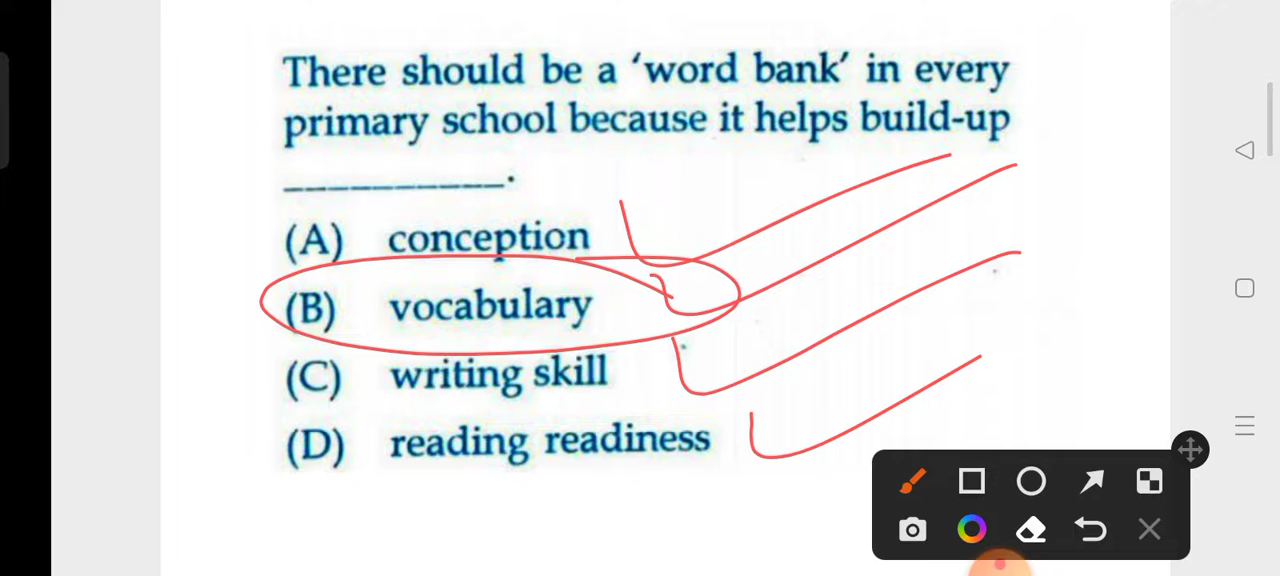 There should be a ‘word bank’ in every
primary school because it helps build-up
___________.
(A) conception
(B) vocabulary
(C) writing skill
(D) reading readiness